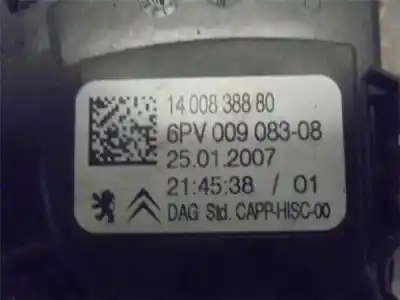 14 008 388 80
6PV 009 083-08
25.01.2007
21:45:38 / 01
DAG Std. CAPP-HISC-00